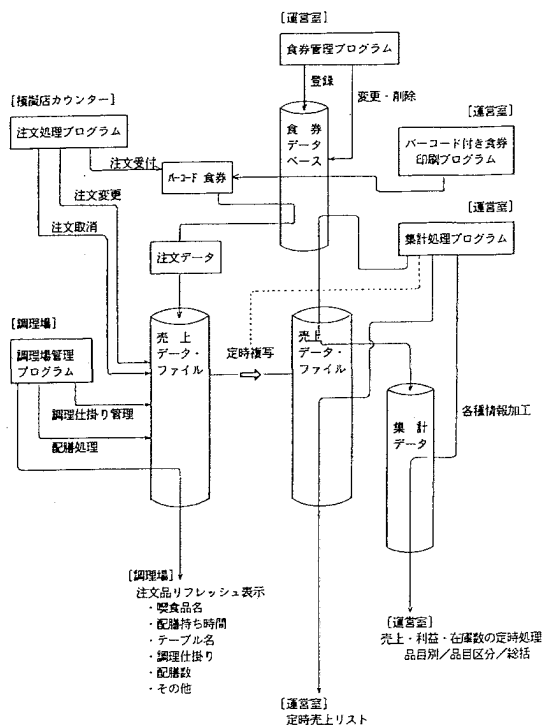 [運営室]
食券管理プログラム
登録
変更・削除
[模擬店カウンター]
注文処理プログラム
注文受付
注文変更
注文取消
バーコード 食券
食券
データ
ベース
[運営室]
バーコード付き食券
印刷プログラム
[運営室]
集計処理プログラム
注文データ
[調理場]
調理場管理
プログラム
調理仕掛り管理
配膳処理
売上
データ・
ファイル
定時複写
売上
データ・
ファイル
集計
データ
各種情報加工
[調理場]
注文品リフレッシュ表示
・喫食品名
・配膳持ち時間
・テーブル名
・調理仕掛り
・配膳数
・その他
[運営室]
定時売上リスト
[運営室]
売上・利益・在庫数の定時処理
品目別/品目区分/総括